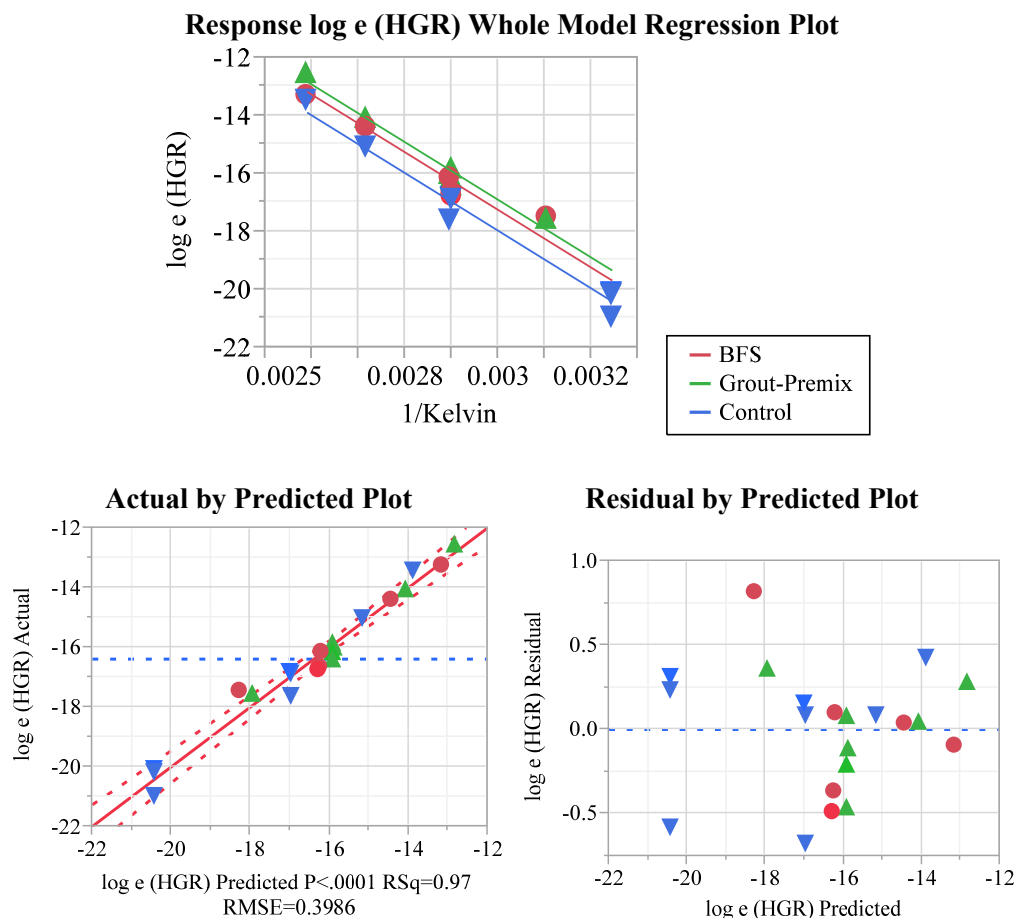 Response log e (HGR) Whole Model Regression Plot
-12
-14
-16
-18
-20
-22
log e (HGR)
0.0025
0.0028
0.003
0.0032
1/Kelvin
BFS
Grout-Premix
Control
Actual by Predicted Plot
-12
-14
-16
-18
-20
-22
log e (HGR) Actual
-22
-20
-18
-16
-14
-12
log e (HGR) Predicted P<.0001 RSq=0.97
RMSE=0.3986
Residual by Predicted Plot
1.0
0.5
0.0
-0.5
log e (HGR) Residual
-22
-20
-18
-16
-14
-12
log e (HGR) Predicted